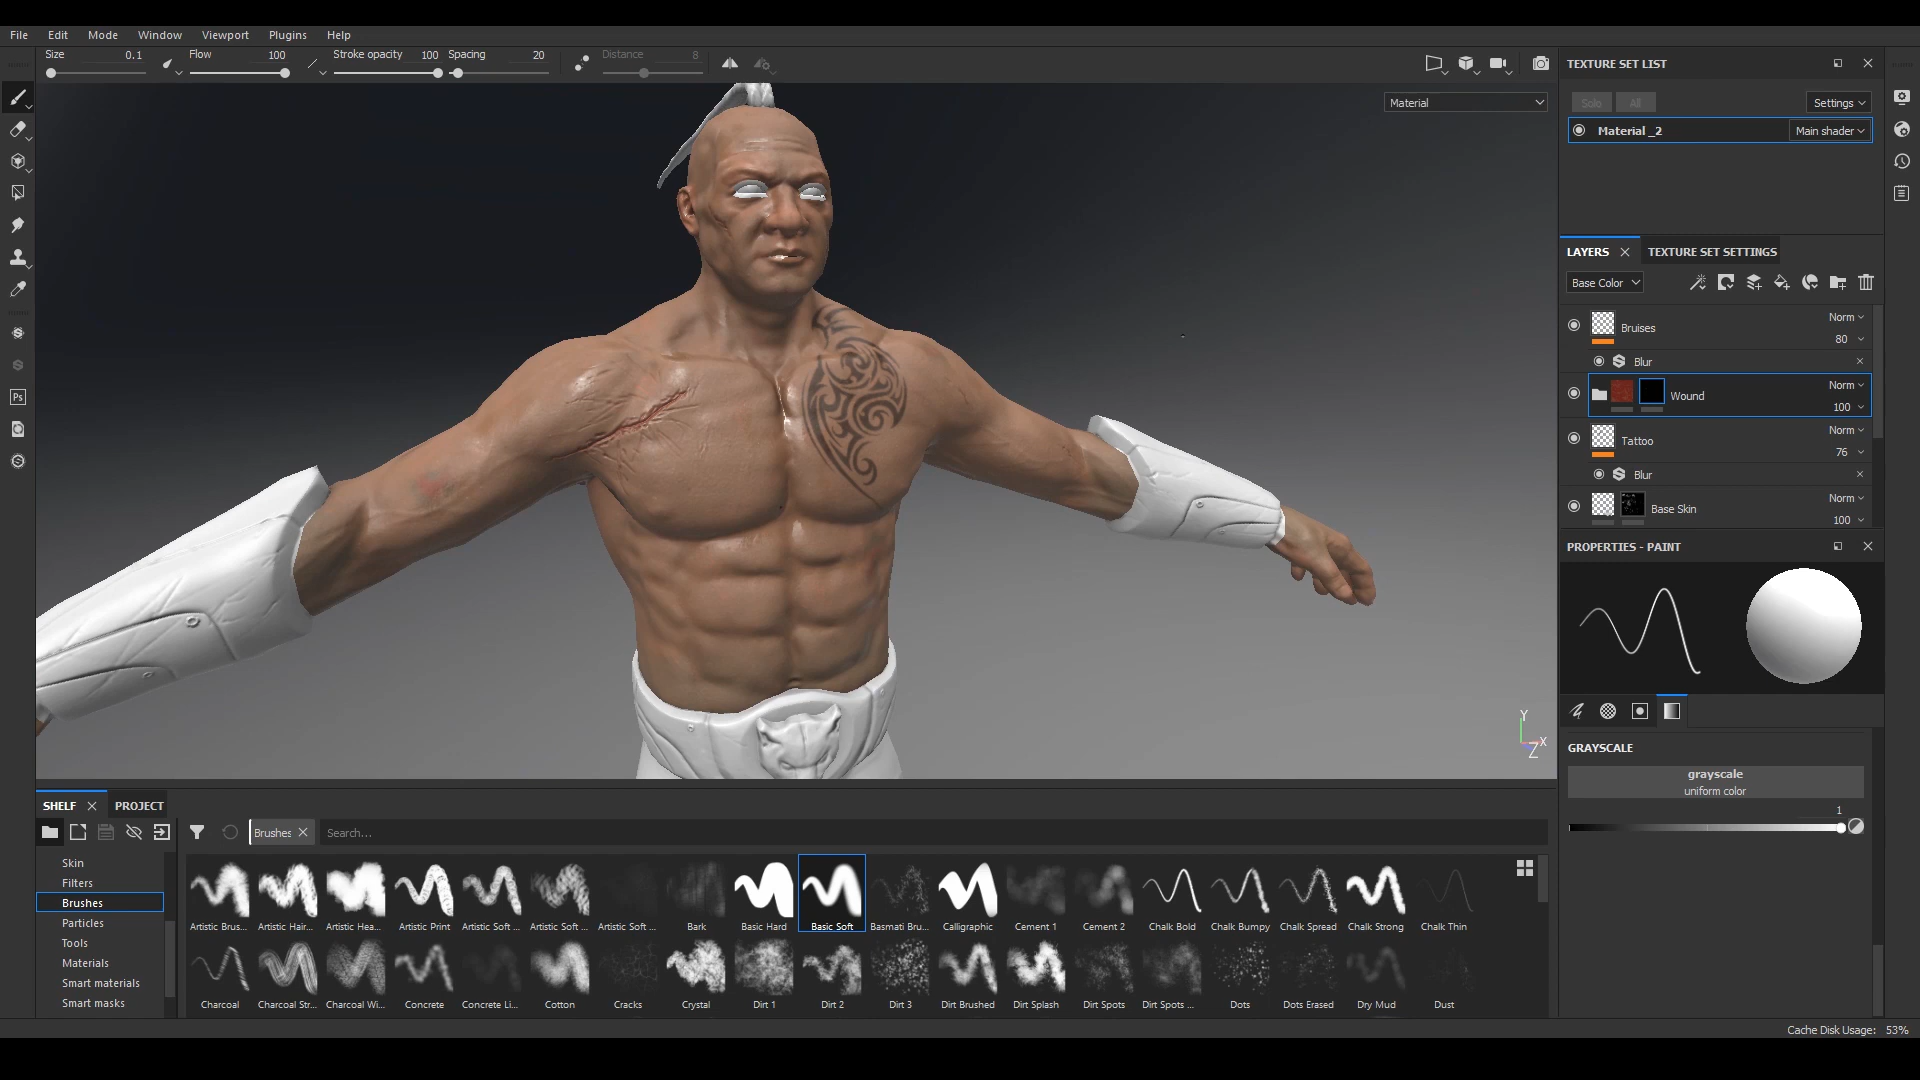 File Edit Mode Window Viewport Plugins Help
Size 0.1 Flow 100 Stroke opacity 100 Spacing 20 Distance 8
Material
TEXTURE SET LIST
Solo All Settings
Material _2 Main shader
LAYERS TEXTURE SET SETTINGS
Base Color
Bruises Norm 80
Blur
Wound Norm 100
Tattoo Norm 76
Blur
Base Skin Norm 100
PROPERTIES - PAINT
GRAYSCALE
grayscale
uniform color
1
Y
X
Z
Ps
SHELF PROJECT
Brushes Search...
Skin
Filters
Brushes
Particles
Tools
Materials
Smart materials
Smart masks
Artistic Brus... Artistic Hair... Artistic Hea... Artistic Print Artistic Soft ... Artistic Soft ... Artistic Soft ... Bark Basic Hard Basic Soft Basmati Bru... Calligraphic Cement 1 Cement 2 Chalk Bold Chalk Bumpy Chalk Spread Chalk Strong Chalk Thin
Charcoal Charcoal Str... Charcoal Wi... Concrete Concrete Li... Cotton Cracks Crystal Dirt 1 Dirt 2 Dirt 3 Dirt Brushed Dirt Splash Dirt Spots Dirt Spots ... Dots Dots Erased Dry Mud Dust
Cache Disk Usage: 53%